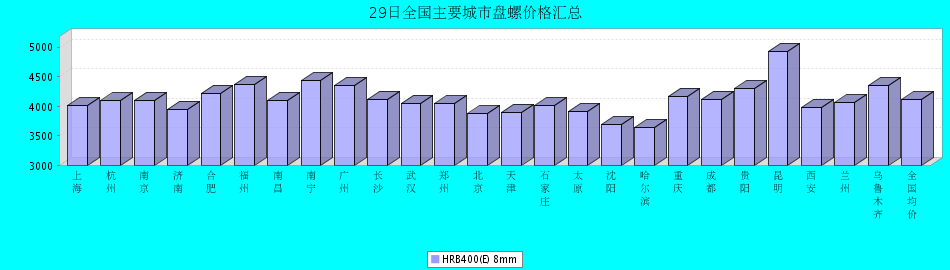 29日全国主要城市盘螺价格汇总
5000
4500
4000
3500
3000
上海
杭州
南京
济南
合肥
福州
南昌
南宁
广州
长沙
武汉
郑州
北京
天津
石家庄
太原
沈阳
哈尔滨
重庆
成都
贵阳
昆明
西安
兰州
乌鲁木齐
全国均价
HRB400(E) 8mm